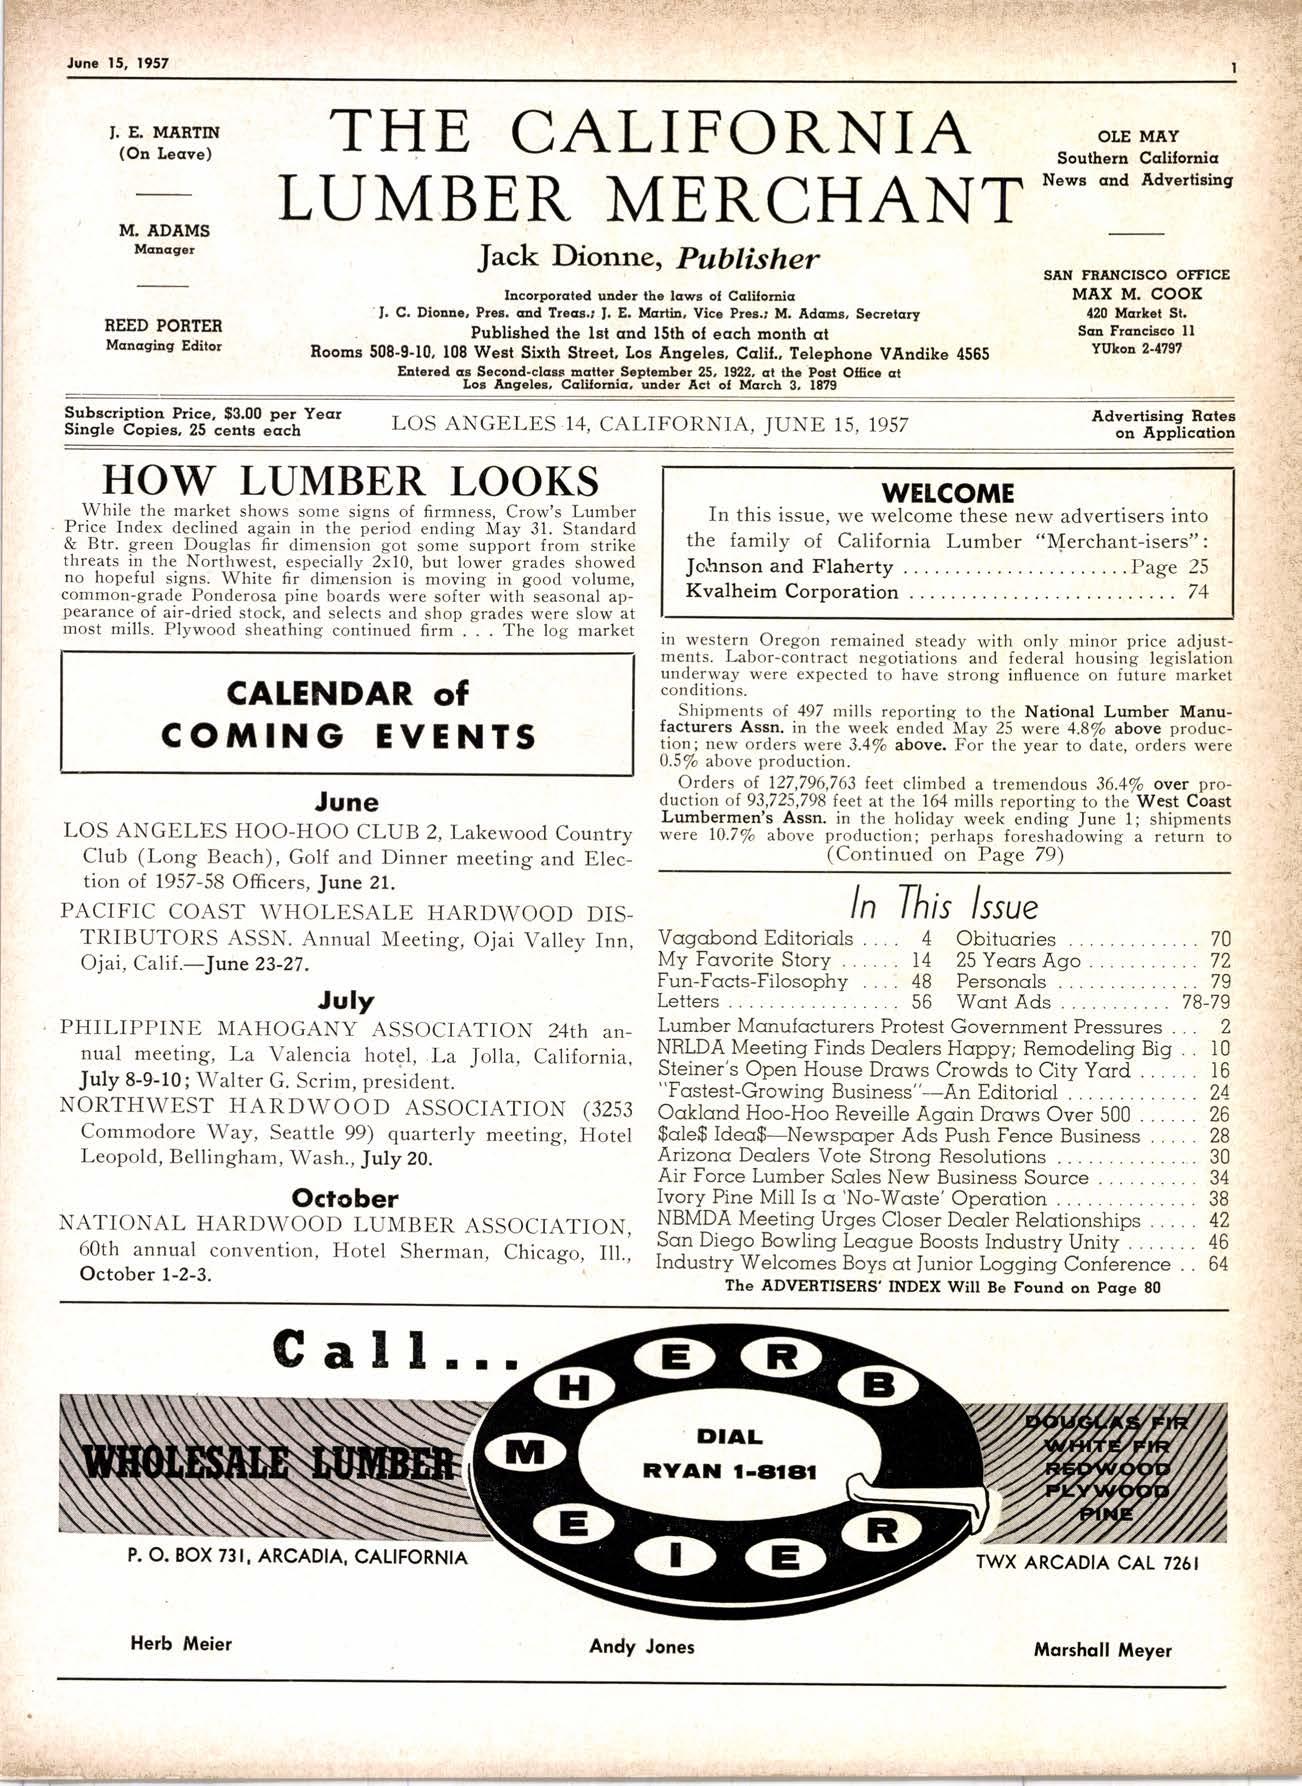 June 15, 1957
1
J. E. MARTIN
(On Leave)
M. ADAMS
Manager
REED PORTER
Managing Editor
THE CALIFORNIA
LUMBER MERCHANT
Jack Dionne, Publisher
Incorporated under the laws of California
J. C. Dionne, Pres. and Treas.; J. E. Martin, Vice Pres.; M. Adams, Secretary
Published the 1st and 15th of each month at
Rooms 508-9-10, 108 West Sixth Street, Los Angeles, Calif., Telephone VAndike 4565
Entered as Second-class matter September 25, 1922, at the Post Office at
Los Angeles, California, under Act of March 3, 1879
OLE MAY
Southern California
News and Advertising
SAN FRANCISCO OFFICE
MAX M. COOK
420 Market St.
San Francisco 11
YUkon 2-4797
Subscription Price, $3.00 per Year
Single Copies, 25 cents each
LOS ANGELES 14, CALIFORNIA, JUNE 15, 1957
Advertising Rates
on Application
HOW LUMBER LOOKS
While the market shows some signs of firmness, Crow's Lumber
Price Index declined again in the period ending May 31. Standard
& Btr. green Douglas fir dimension got some support from strike
threats in the Northwest, especially 2x10, but lower grades showed
no hopeful signs. White fir dimension is moving in good volume,
common-grade Ponderosa pine boards were softer with seasonal ap-
pearance of air-dried stock, and selects and shop grades were slow at
most mills. Plywood sheathing continued firm . . . The log market
WELCOME
In this issue, we welcome these new advertisers into
the family of California Lumber "Merchant-isers":
Johnson and Flaherty ...................... Page 25
Kvalheim Corporation .......................... 74
in western Oregon remained steady with only minor price adjust-
ments. Labor-contract negotiations and federal housing legislation
underway were expected to have strong influence on future market
conditions.
Shipments of 497 mills reporting to the National Lumber Manu-
facturers Assn. in the week ended May 25 were 4.8% above produc-
tion; new orders were 3.4% above. For the year to date, orders were
0.5% above production.
Orders of 127,796,763 feet climbed a tremendous 36.4% over pro-
duction of 93,725,798 feet at the 164 mills reporting to the West Coast
Lumbermen's Assn. in the holiday week ending June 1; shipments
were 10.7% above production; perhaps foreshadowing a return to
(Continued on Page 79)
CALENDAR of
COMING EVENTS
June
LOS ANGELES HOO-HOO CLUB 2, Lakewood Country
Club (Long Beach), Golf and Dinner meeting and Elec-
tion of 1957-58 Officers, June 21.
PACIFIC COAST WHOLESALE HARDWOOD DIS-
TRIBUTORS ASSN. Annual Meeting, Ojai Valley Inn,
Ojai, Calif.—June 23-27.
July
PHILIPPINE MAHOGANY ASSOCIATION 24th an-
nual meeting, La Valencia hotel, La Jolla, California,
July 8-9-10; Walter G. Scrim, president.
NORTHWEST HARDWOOD ASSOCIATION (3253
Commodore Way, Seattle 99) quarterly meeting, Hotel
Leopold, Bellingham, Wash., July 20.
October
NATIONAL HARDWOOD LUMBER ASSOCIATION,
60th annual convention, Hotel Sherman, Chicago, Ill.,
October 1-2-3.
In This Issue
Vagabond Editorials .... 4 Obituaries ............. 70
My Favorite Story ...... 14 25 Years Ago ........... 72
Fun-Facts-Filosophy .... 48 Personals .............. 79
Letters ................. 56 Want Ads ........... 78-79
Lumber Manufacturers Protest Government Pressures ... 2
NRLDA Meeting Finds Dealers Happy; Remodeling Big .. 10
Steiner's Open House Draws Crowds to City Yard ...... 16
"Fastest-Growing Business"—An Editorial ............. 24
Oakland Hoo-Hoo Reveille Again Draws Over 500 ...... 26
$ale$ Idea$—Newspaper Ads Push Fence Business ..... 28
Arizona Dealers Vote Strong Resolutions .............. 30
Air Force Lumber Sales New Business Source .......... 34
Ivory Pine Mill Is a 'No-Waste' Operation .............. 38
NBMDA Meeting Urges Closer Dealer Relationships ..... 42
San Diego Bowling League Boosts Industry Unity ....... 46
Industry Welcomes Boys at Junior Logging Conference .. 64
The ADVERTISERS' INDEX Will Be Found on Page 80
Call...
HERB
MEIER
DIAL
RYAN 1-8181
WHOLESALE LUMBER
DOUGLAS FIR
WHITE FIR
REDWOOD
PLYWOOD
PINE
P. O. BOX 731, ARCADIA, CALIFORNIA
TWX ARCADIA CAL 7261
Herb Meier
Andy Jones
Marshall Meyer